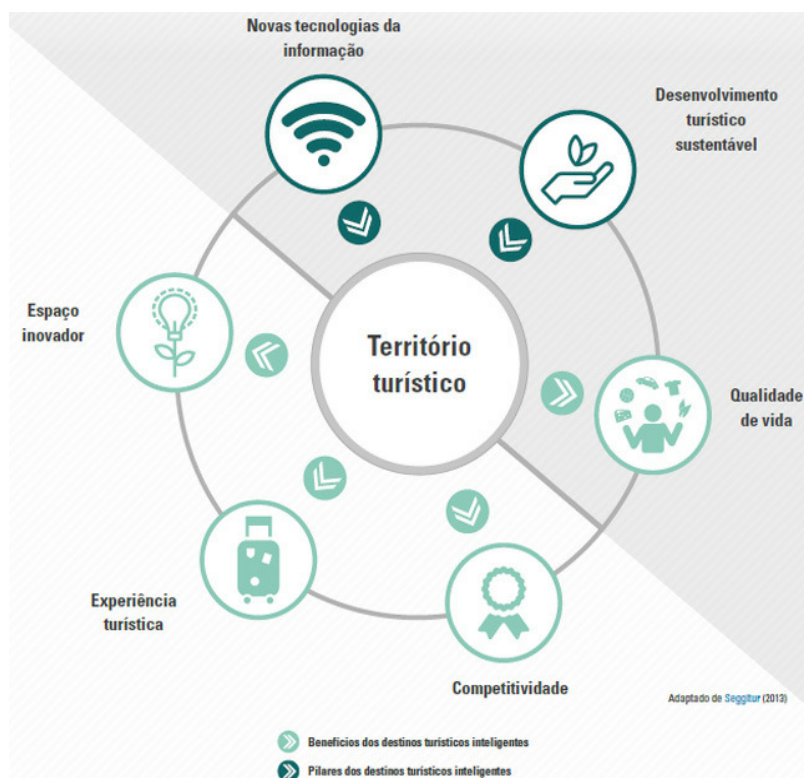 Novas tecnologias da
informação
Desenvolvimento
turístico
sustentável
Espaço
inovador
Território
turístico
Qualidade
de vida
Experiência
turística
Competitividade
Adaptado de Seggitur (2013)
Benefícios dos destinos turísticos inteligentes
Pilares dos destinos turísticos inteligentes